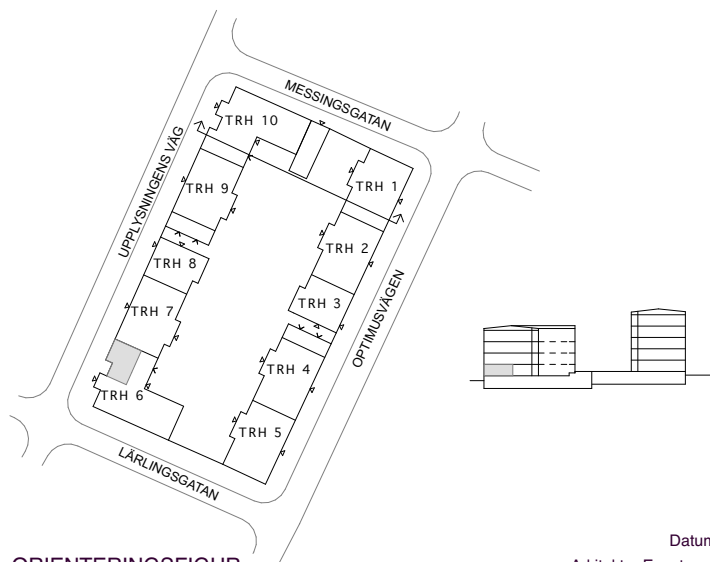 MESSINGSGATAN
TRH 10
UPPLYSNINGENS VÄG
TRH 1
TRH 9
TRH 2
TRH 8
TRH 3
OPTIMUSVÄGEN
TRH 7
TRH 4
TRH 6
TRH 5
LÄRLINGSGATAN
Datum